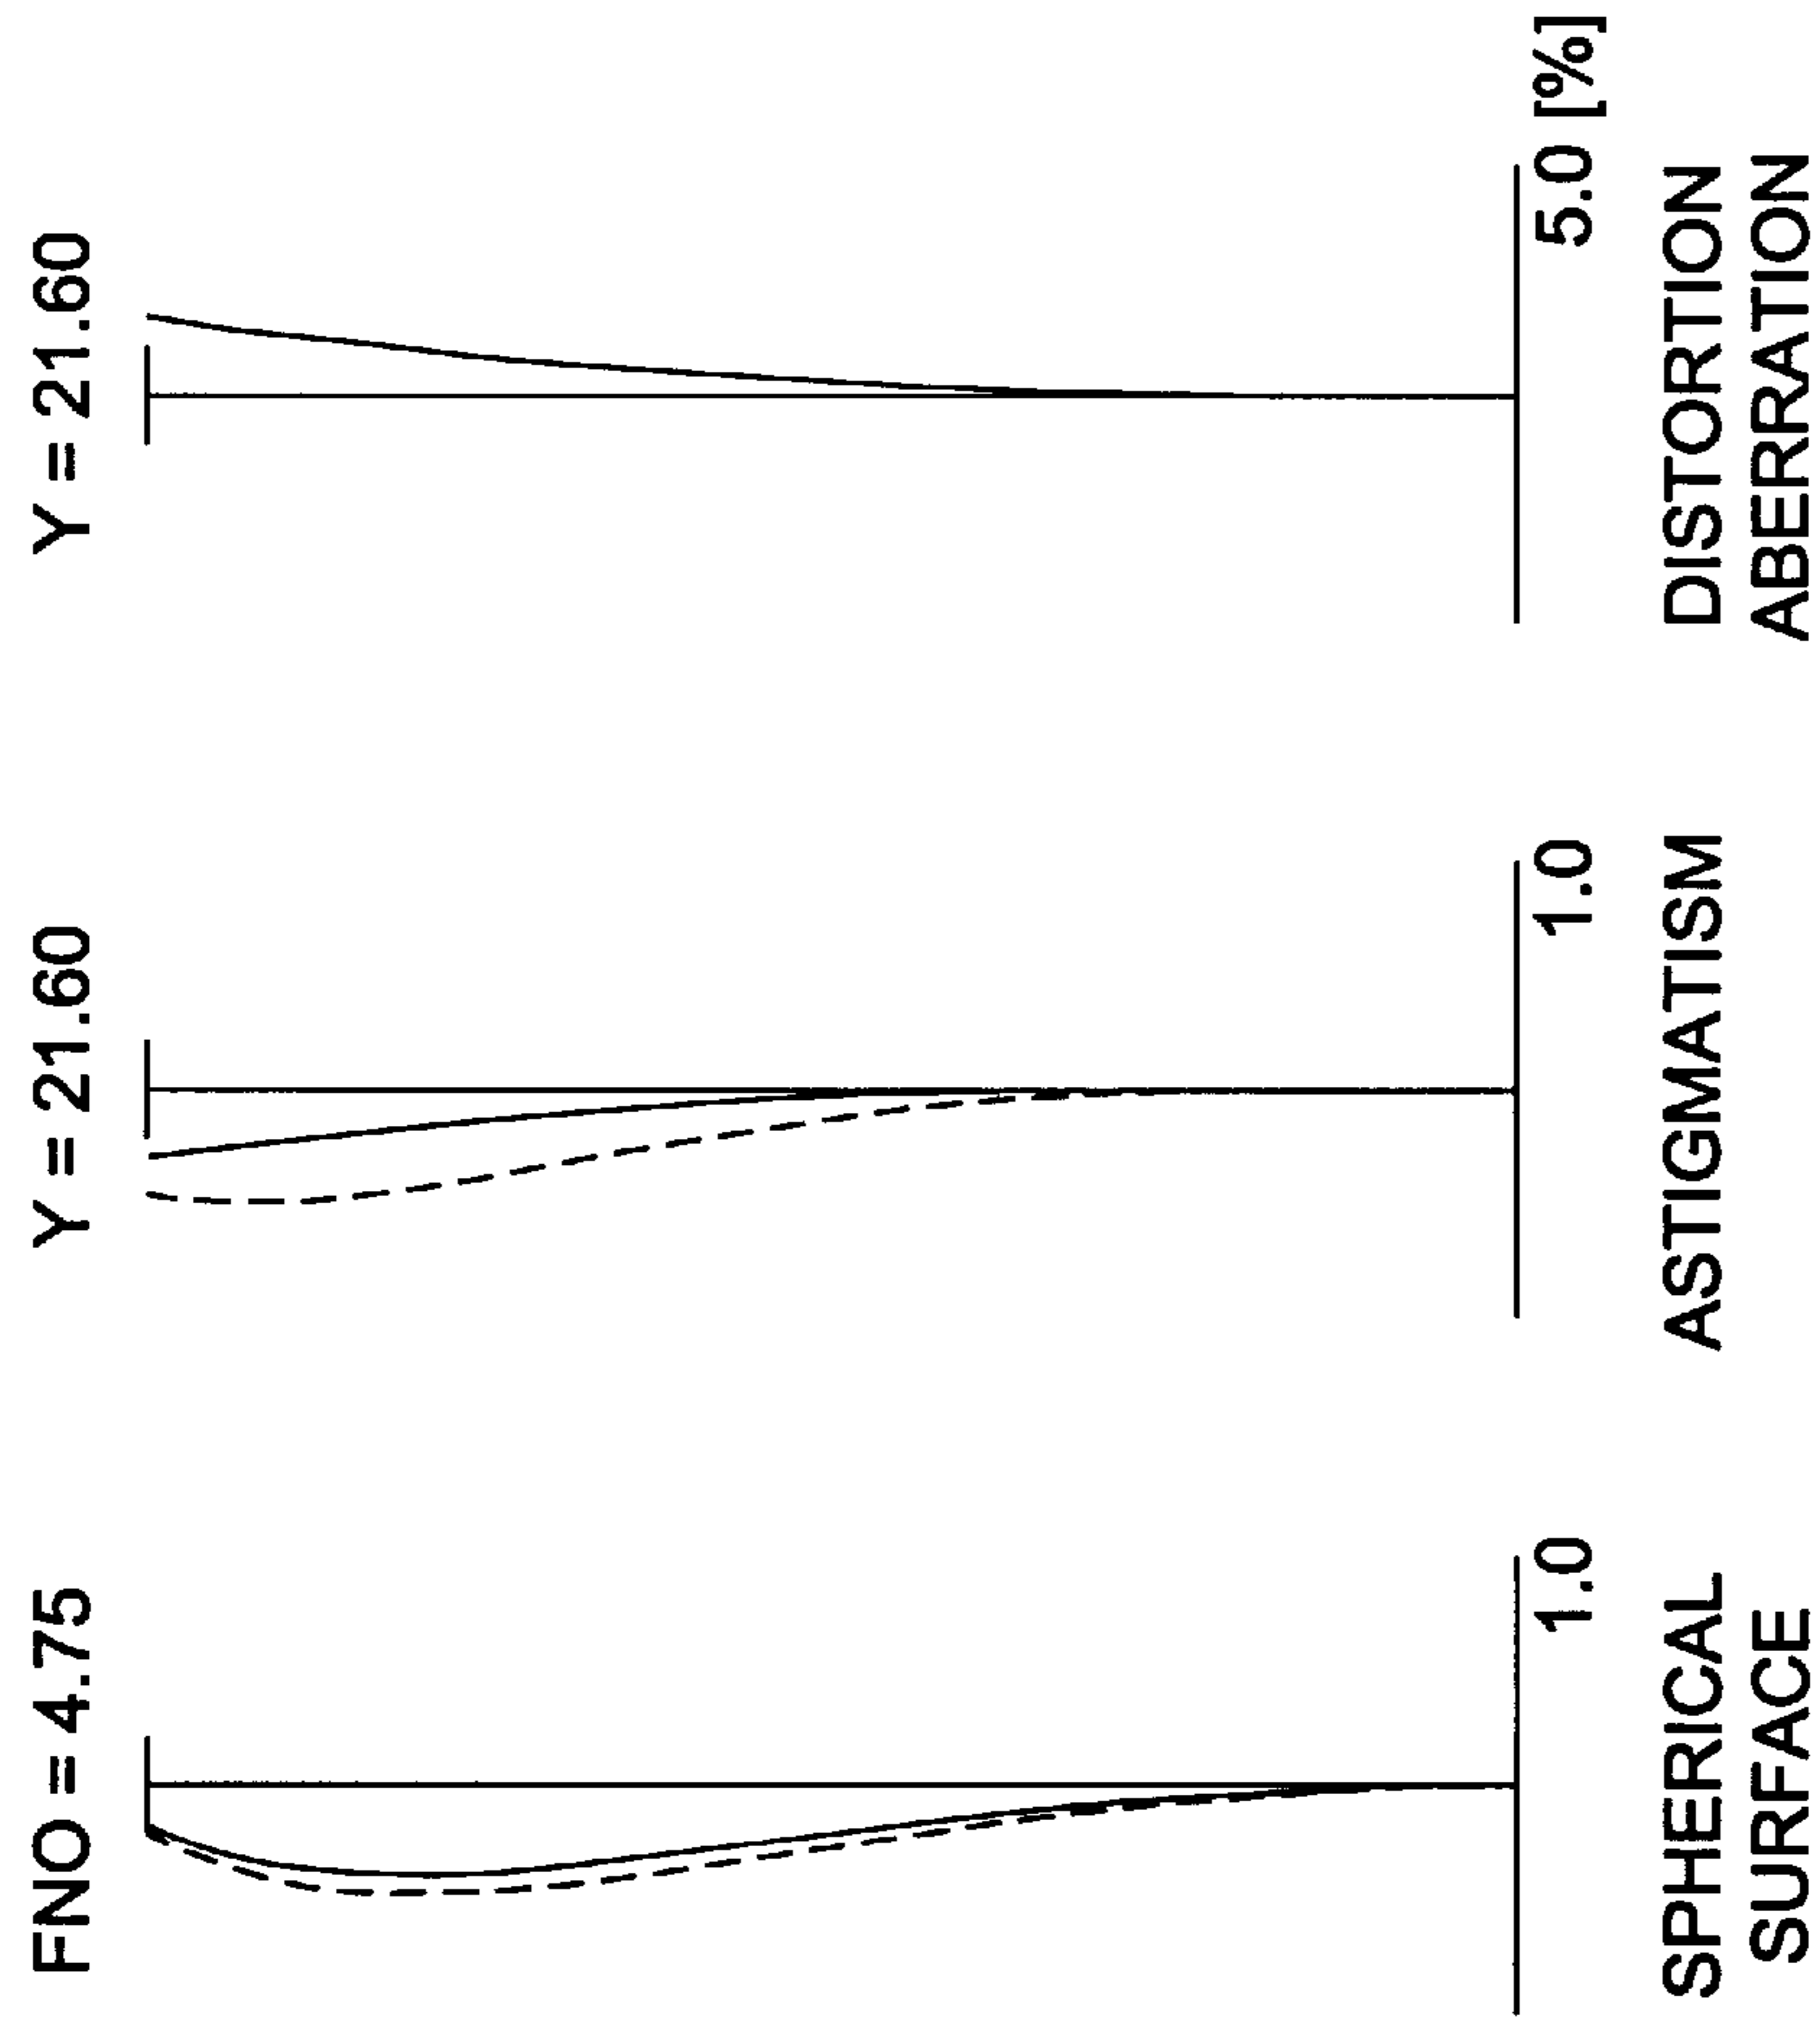 FNO = 4.75
1.0
SPHERICAL
SURFACE
Y = 21.60
1.0
ASTIGMATISM
Y = 21.60
5.0 [%]
DISTORTION
ABERRATION